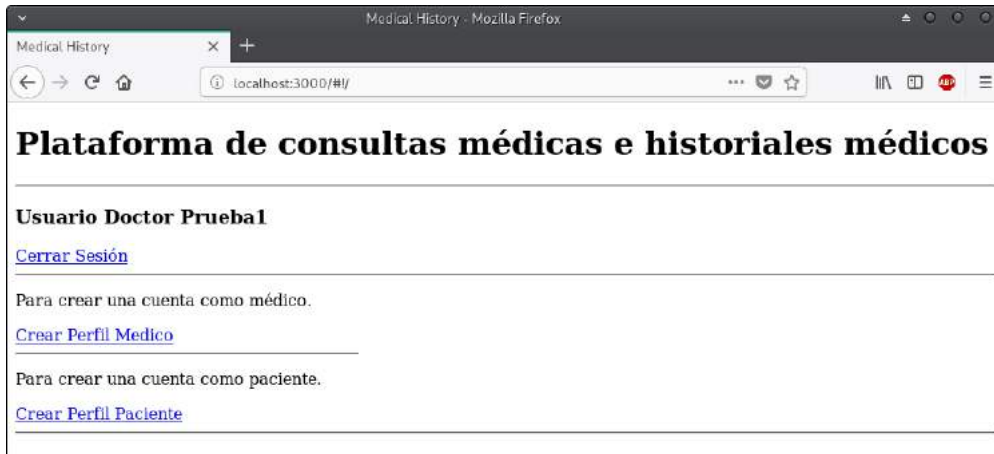 Medical History - Mozilla Firefox
Medical History
localhost:3000/#!/
ABP
Plataforma de consultas médicas e historiales médicos
Usuario Doctor Prueba1
Cerrar Sesión
Para crear una cuenta como médico.
Crear Perfil Medico
Para crear una cuenta como paciente.
Crear Perfil Paciente